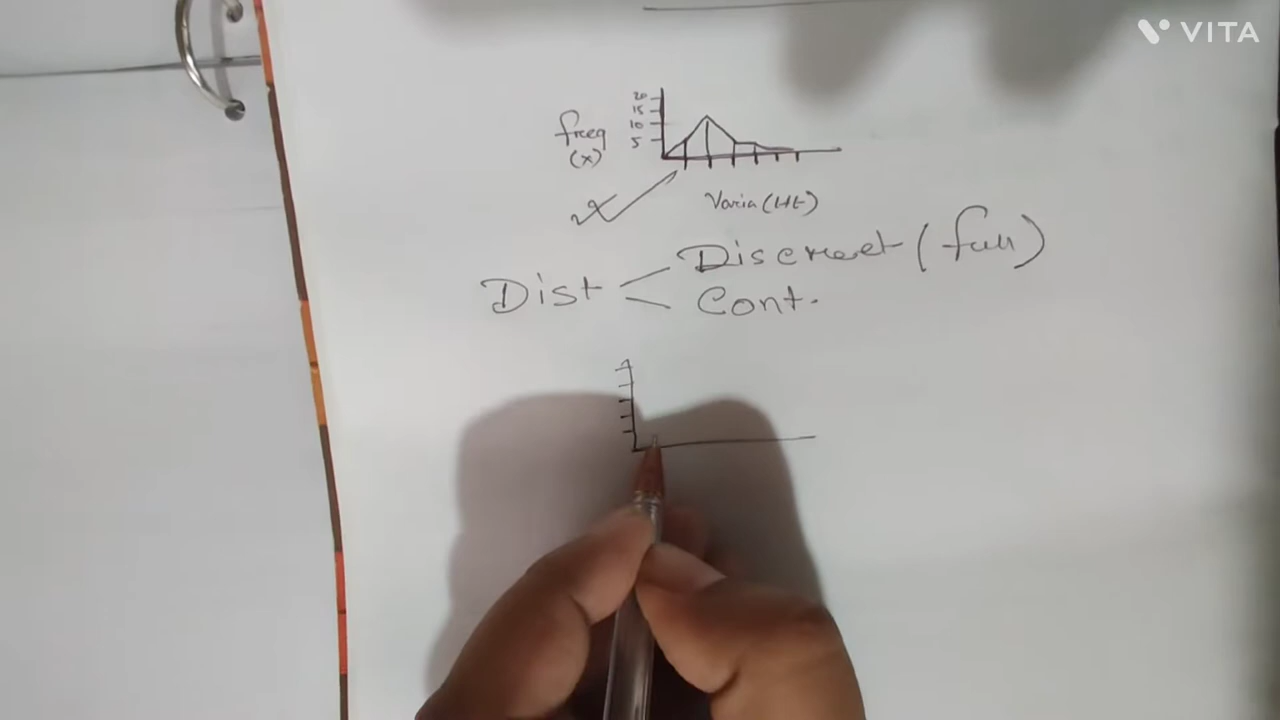 VITA
20
15
10
5
freq
(x)
Varia(Ht)
Dist
Discreet (full)
Cont.